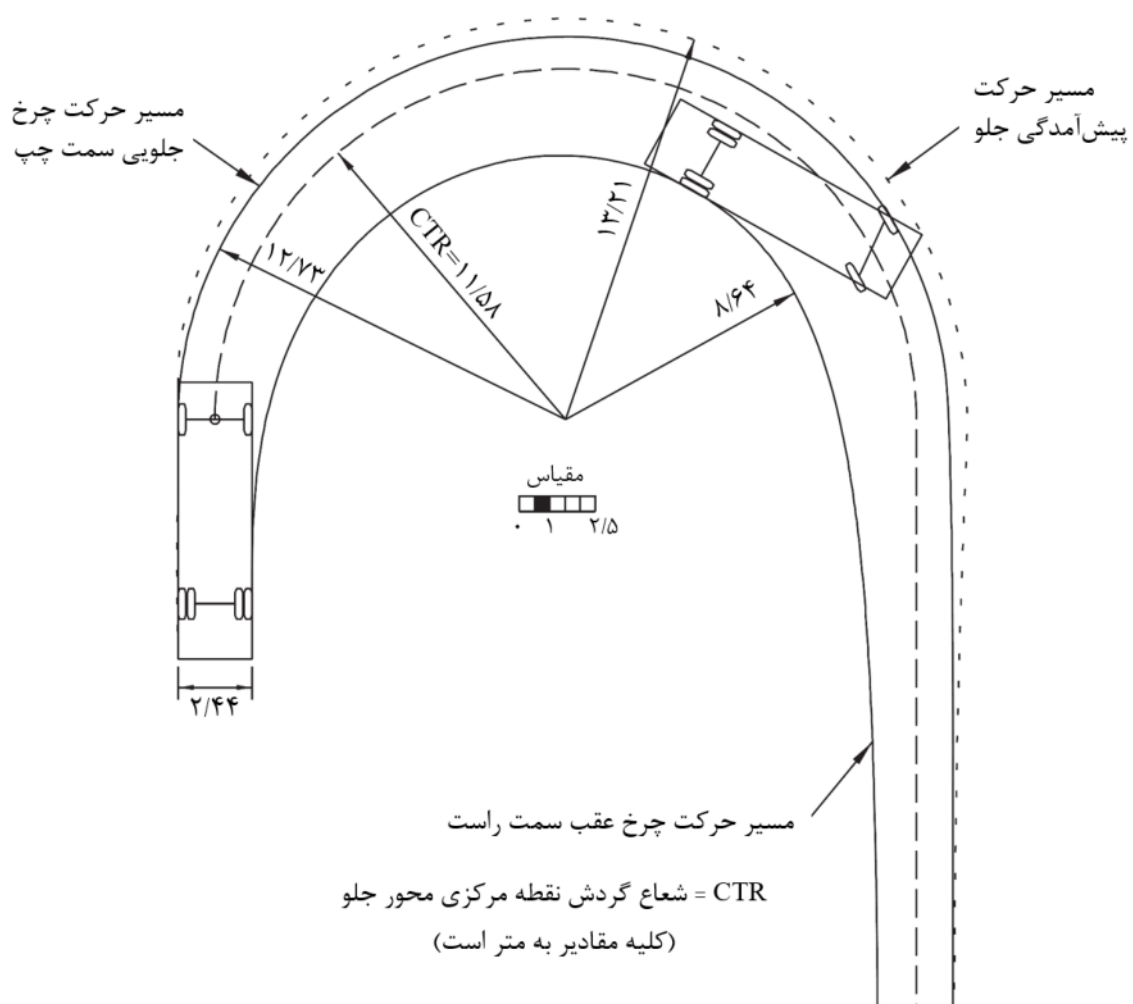 مسیر حرکت
پیش‌آمدگی جلو
مسیر حرکت چرخ
جلویی سمت چپ
۱۳/۲۱
CTR=۱۱/۵۸
۱۲/۷۳
۸/۶۴
مقیاس
۰ ۱ ۲/۵
۲/۴۴
مسیر حرکت چرخ عقب سمت راست
CTR = شعاع گردش نقطه مرکزی محور جلو
(کلیه مقادیر به متر است)